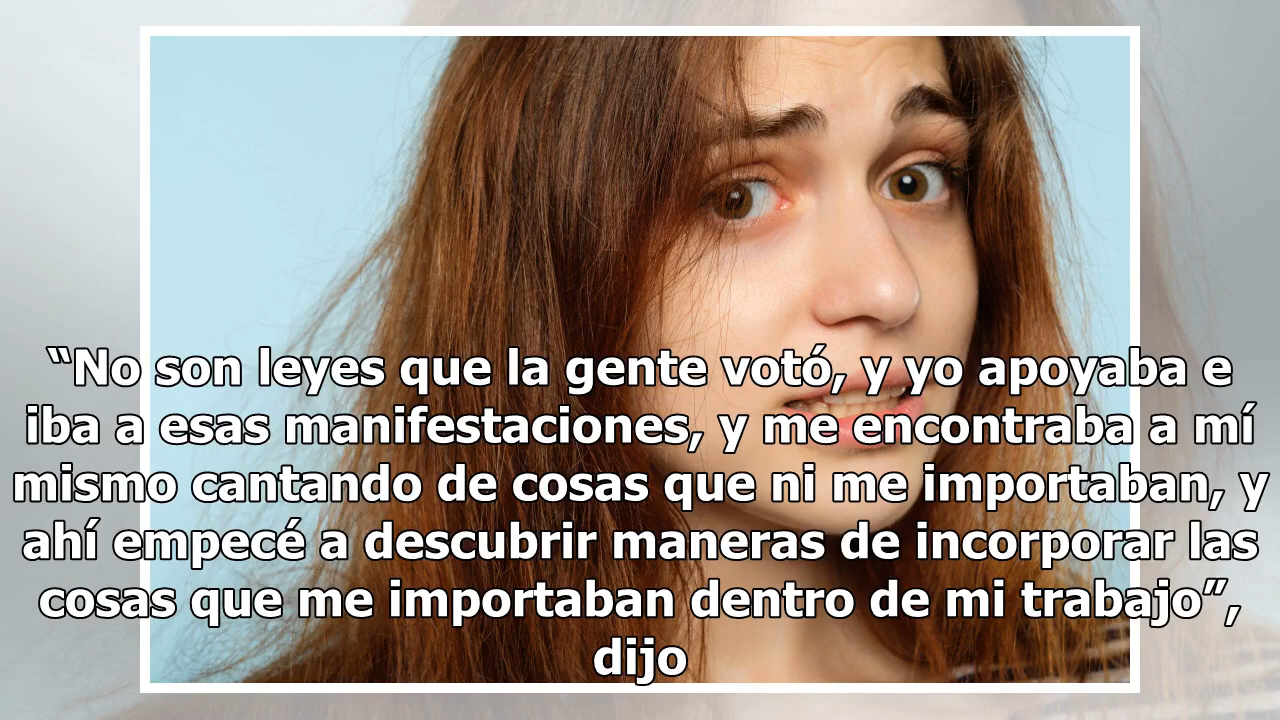 “No son leyes que la gente votó, y yo apoyaba e
iba a esas manifestaciones, y me encontraba a mí
mismo cantando de cosas que ni me importaban, y
ahí empecé a descubrir maneras de incorporar las
cosas que me importaban dentro de mi trabajo”,
dijo